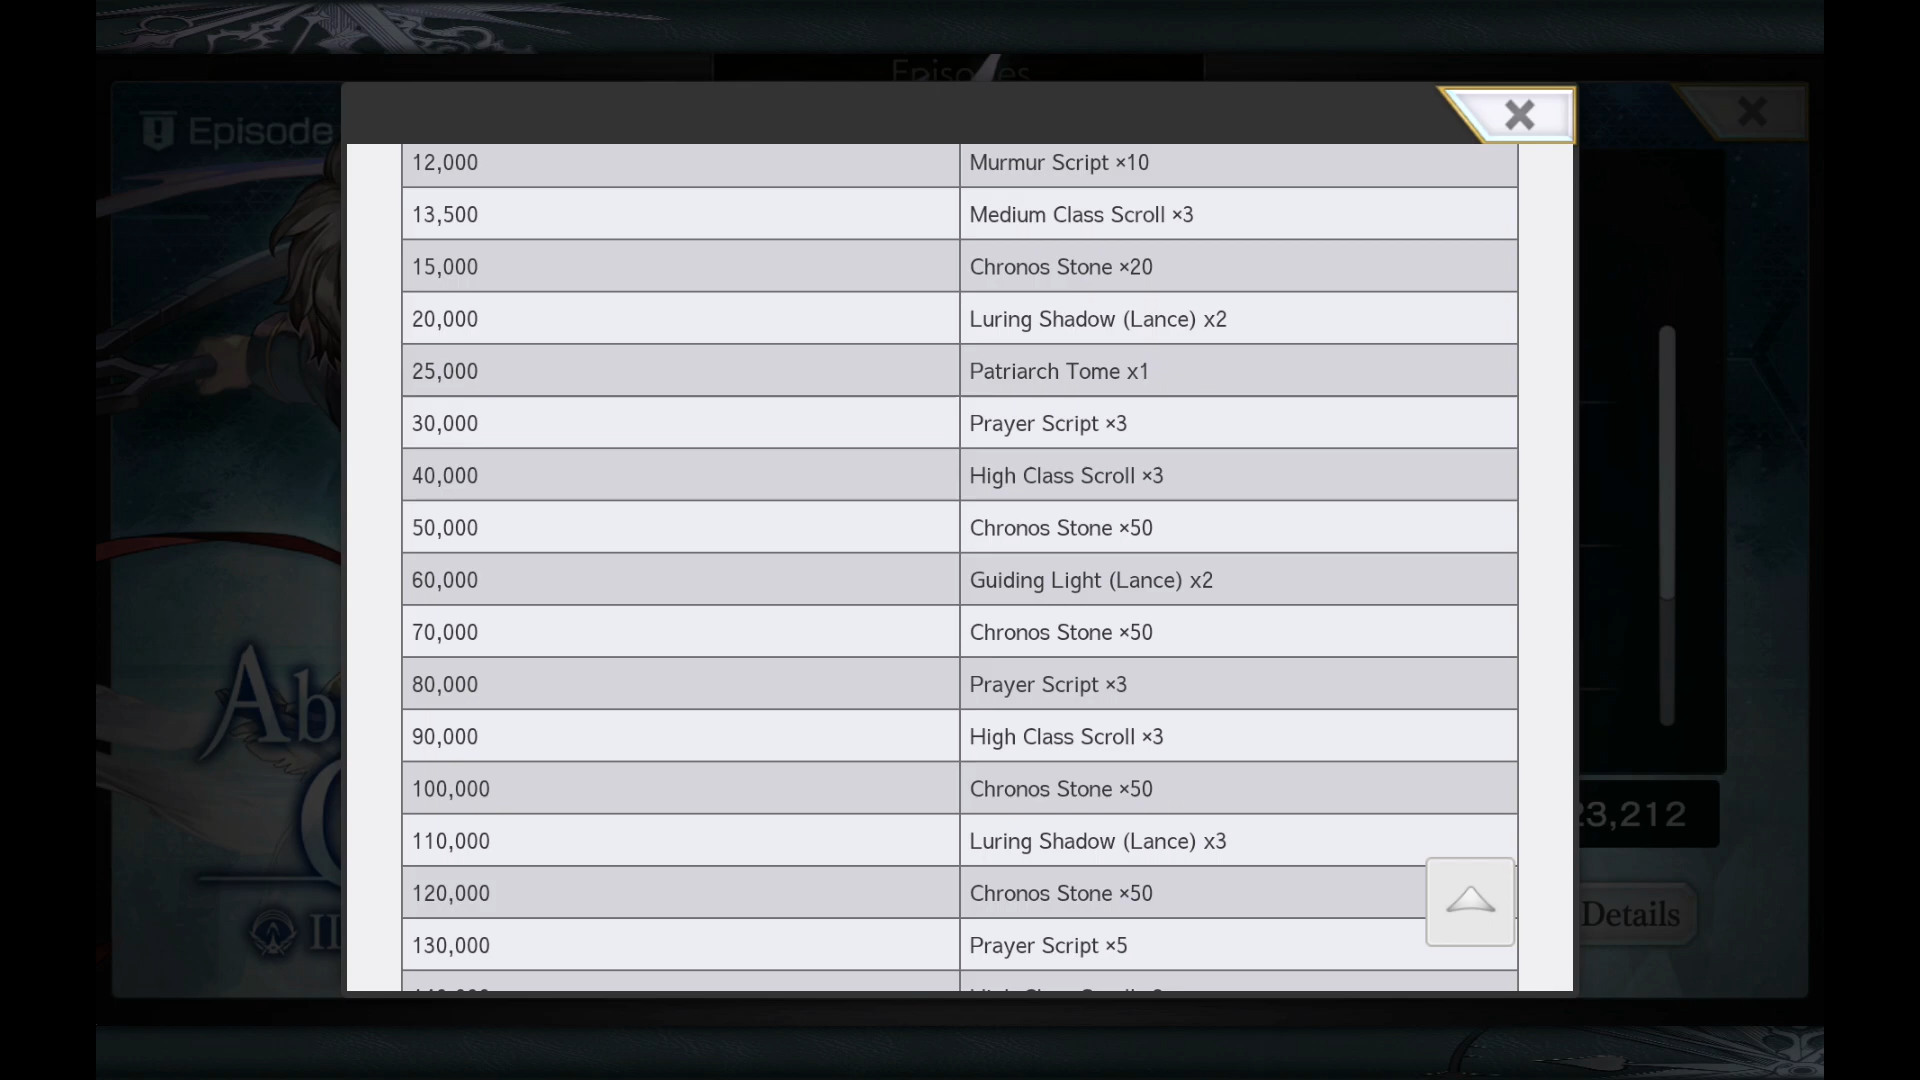 Episodes
Episode
12,000 Murmur Script ×10
13,500 Medium Class Scroll ×3
15,000 Chronos Stone ×20
20,000 Luring Shadow (Lance) x2
25,000 Patriarch Tome x1
30,000 Prayer Script ×3
40,000 High Class Scroll ×3
50,000 Chronos Stone ×50
60,000 Guiding Light (Lance) x2
70,000 Chronos Stone ×50
80,000 Prayer Script ×3
90,000 High Class Scroll ×3
100,000 Chronos Stone ×50
110,000 Luring Shadow (Lance) x3
120,000 Chronos Stone ×50
130,000 Prayer Script ×5
Ab
23,212
Details